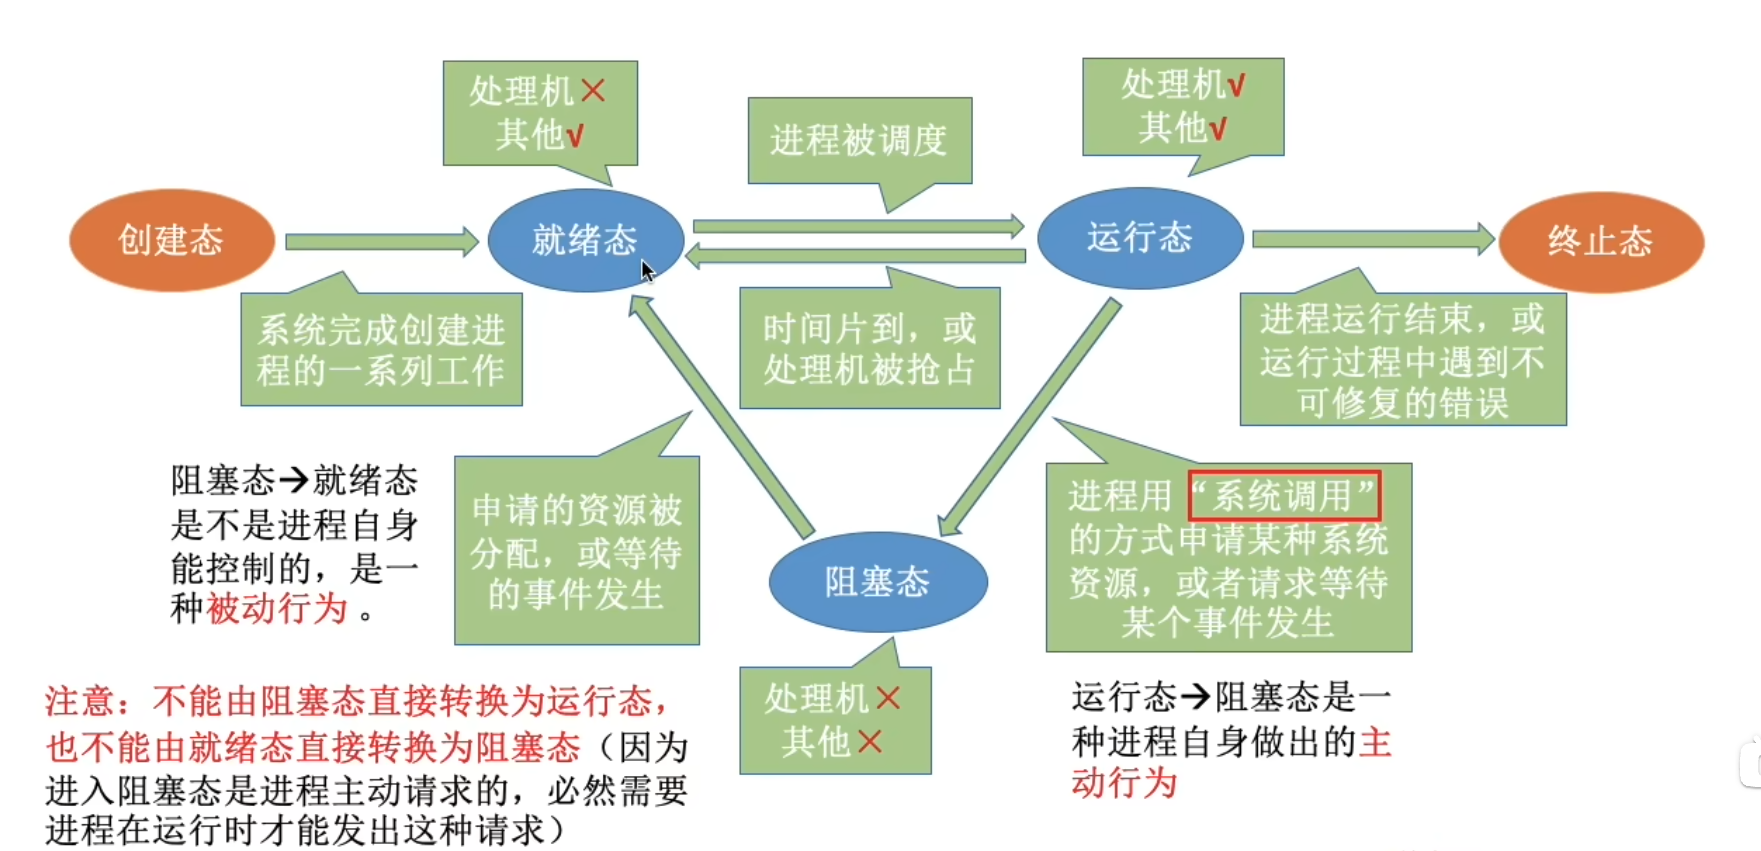 处理机×
其他√
进程被调度
处理机√
其他√
创建态
就绪态
运行态
终止态
系统完成创建进
程的一系列工作
时间片到，或
处理机被抢占
进程运行结束，或
运行过程中遇到不
可修复的错误
阻塞态→就绪态
是不是进程自身
能控制的，是一
种被动行为。
申请的资源被
分配，或等待
的事件发生
进程用“系统调用”
的方式申请某种系统
资源，或者请求等待
某个事件发生
阻塞态
处理机×
其他×
注意：不能由阻塞态直接转换为运行态，
也不能由就绪态直接转换为阻塞态（因为
进入阻塞态是进程主动请求的，必然需要
进程在运行时才能发出这种请求）
运行态→阻塞态是一
种进程自身做出的主
动行为